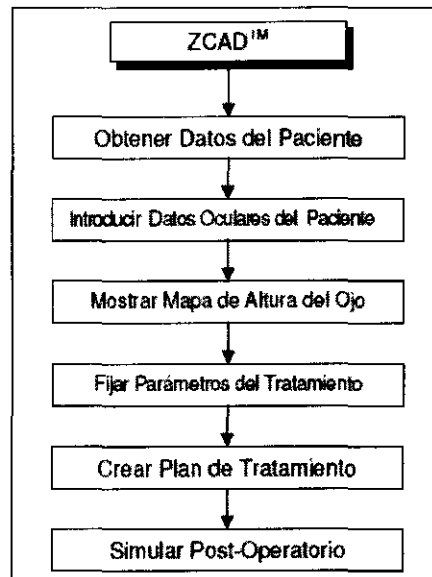 ZCAD™
Obtener Datos del Paciente
Introducir Datos Oculares del Paciente
Mostrar Mapa de Altura del Ojo
Fijar Parámetros del Tratamiento
Crear Plan de Tratamiento
Simular Post-Operatorio